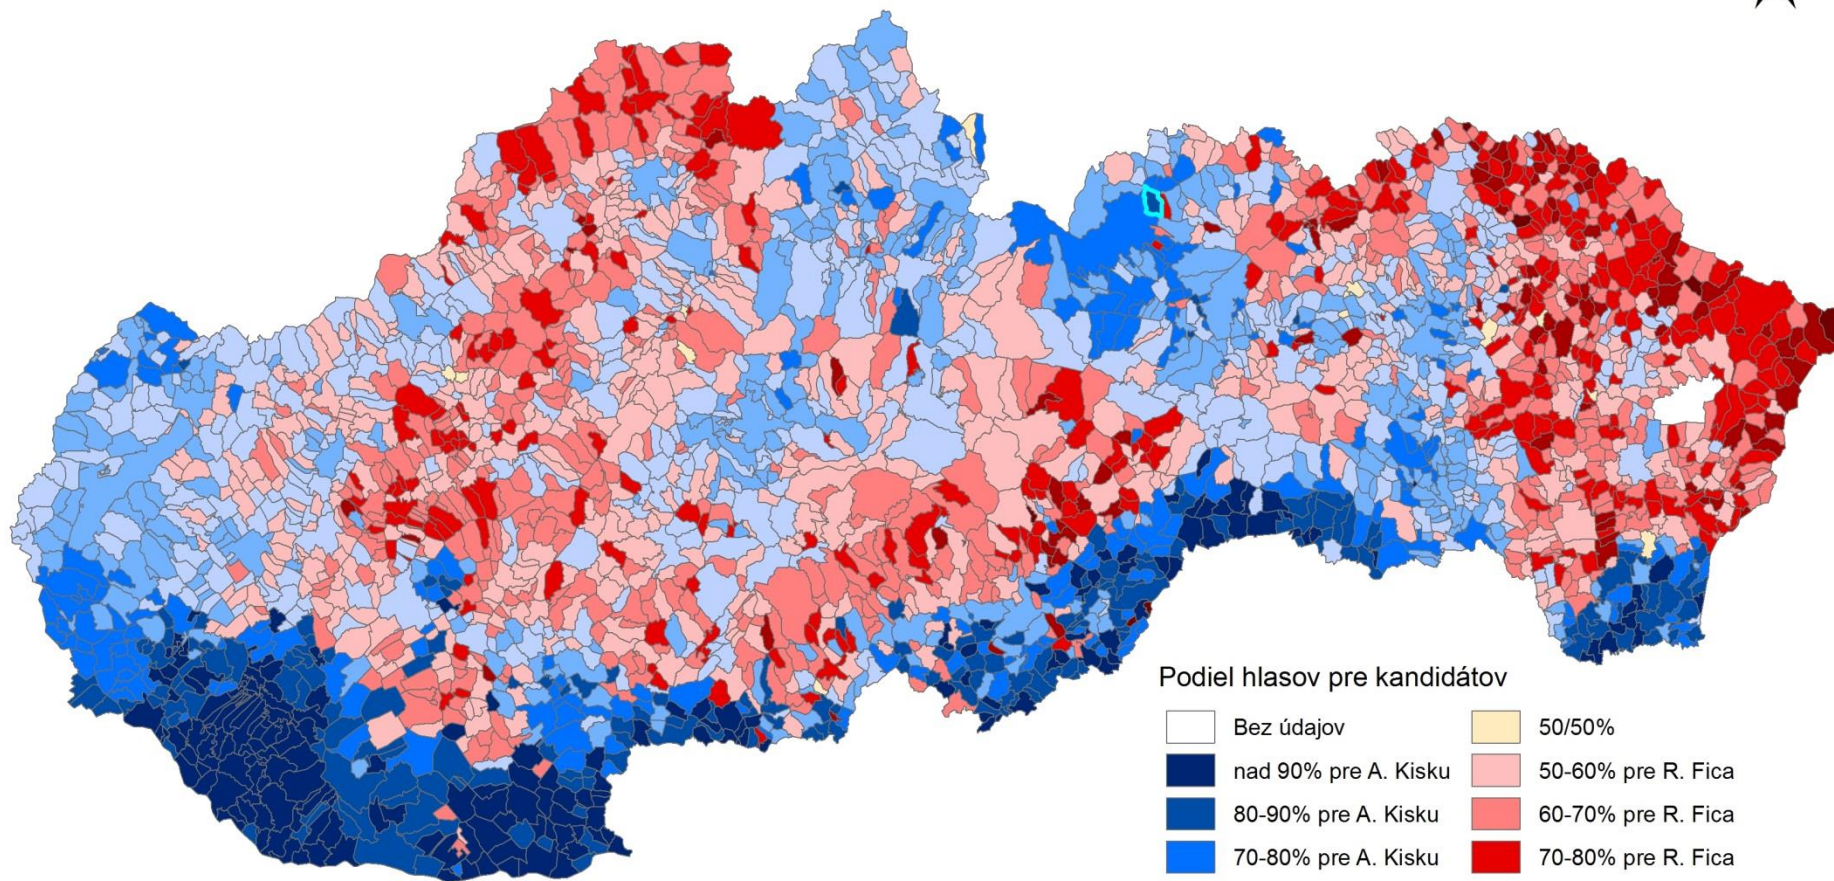 Podiel hlasov pre kandidátov
Bez údajov
50/50%
nad 90% pre A. Kisku
50-60% pre R. Fica
80-90% pre A. Kisku
60-70% pre R. Fica
70-80% pre A. Kisku
70-80% pre R. Fica